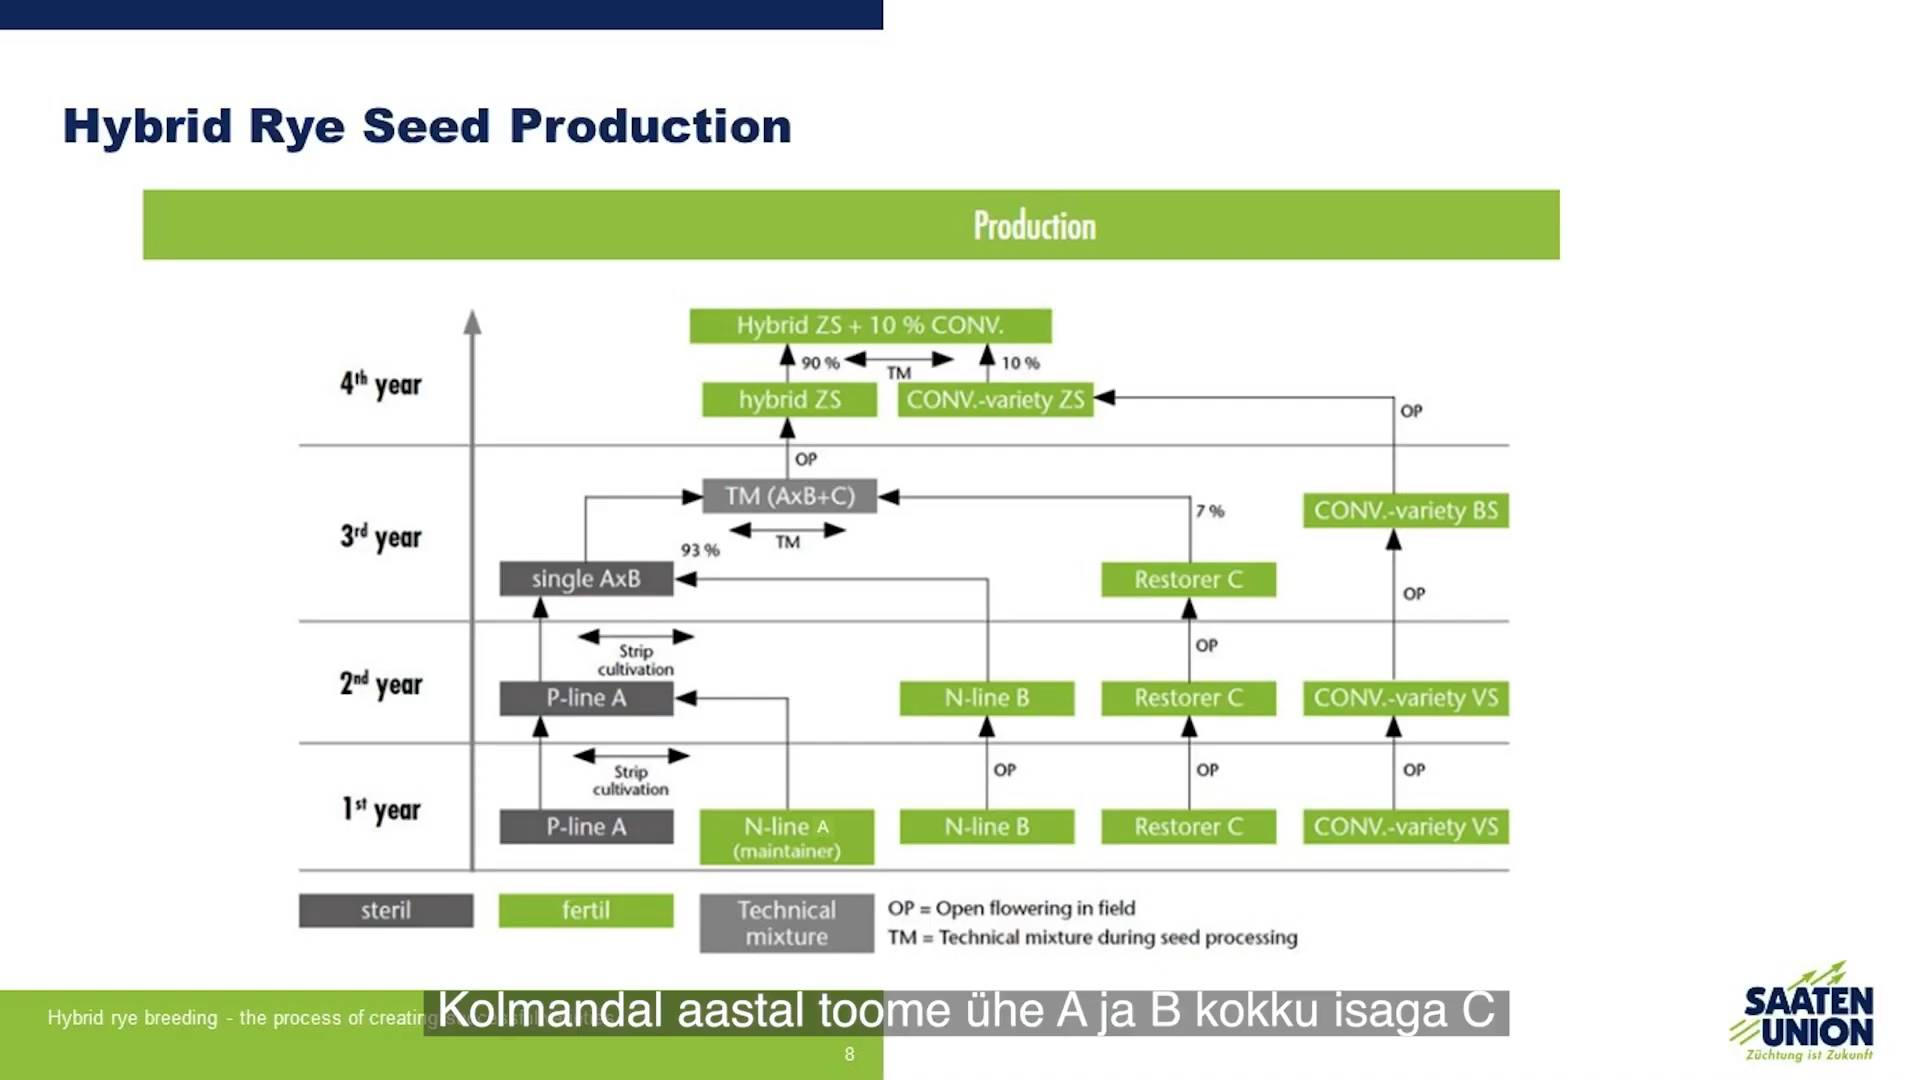 Hybrid Rye Seed Production
Production
Hybrid ZS + 10 % CONV.
90 %
TM
10 %
4th year
hybrid ZS
CONV.-variety ZS
OP
OP
TM (AxB+C)
7 %
CONV.-variety BS
3rd year
TM
93 %
single AxB
Restorer C
OP
Strip
cultivation
OP
2nd year
P-line A
N-line B
Restorer C
CONV.-variety VS
Strip
cultivation
OP
OP
OP
1st year
P-line A
N-line A
(maintainer)
N-line B
Restorer C
CONV.-variety VS
steril
fertil
Technical
mixture
OP = Open flowering in field
TM = Technical mixture during seed processing
Hybrid rye breeding - the process of creating
Kolmandal aastal toome ühe A ja B kokku isaga C
8
SAATEN
UNION
Züchtung ist Zukunft